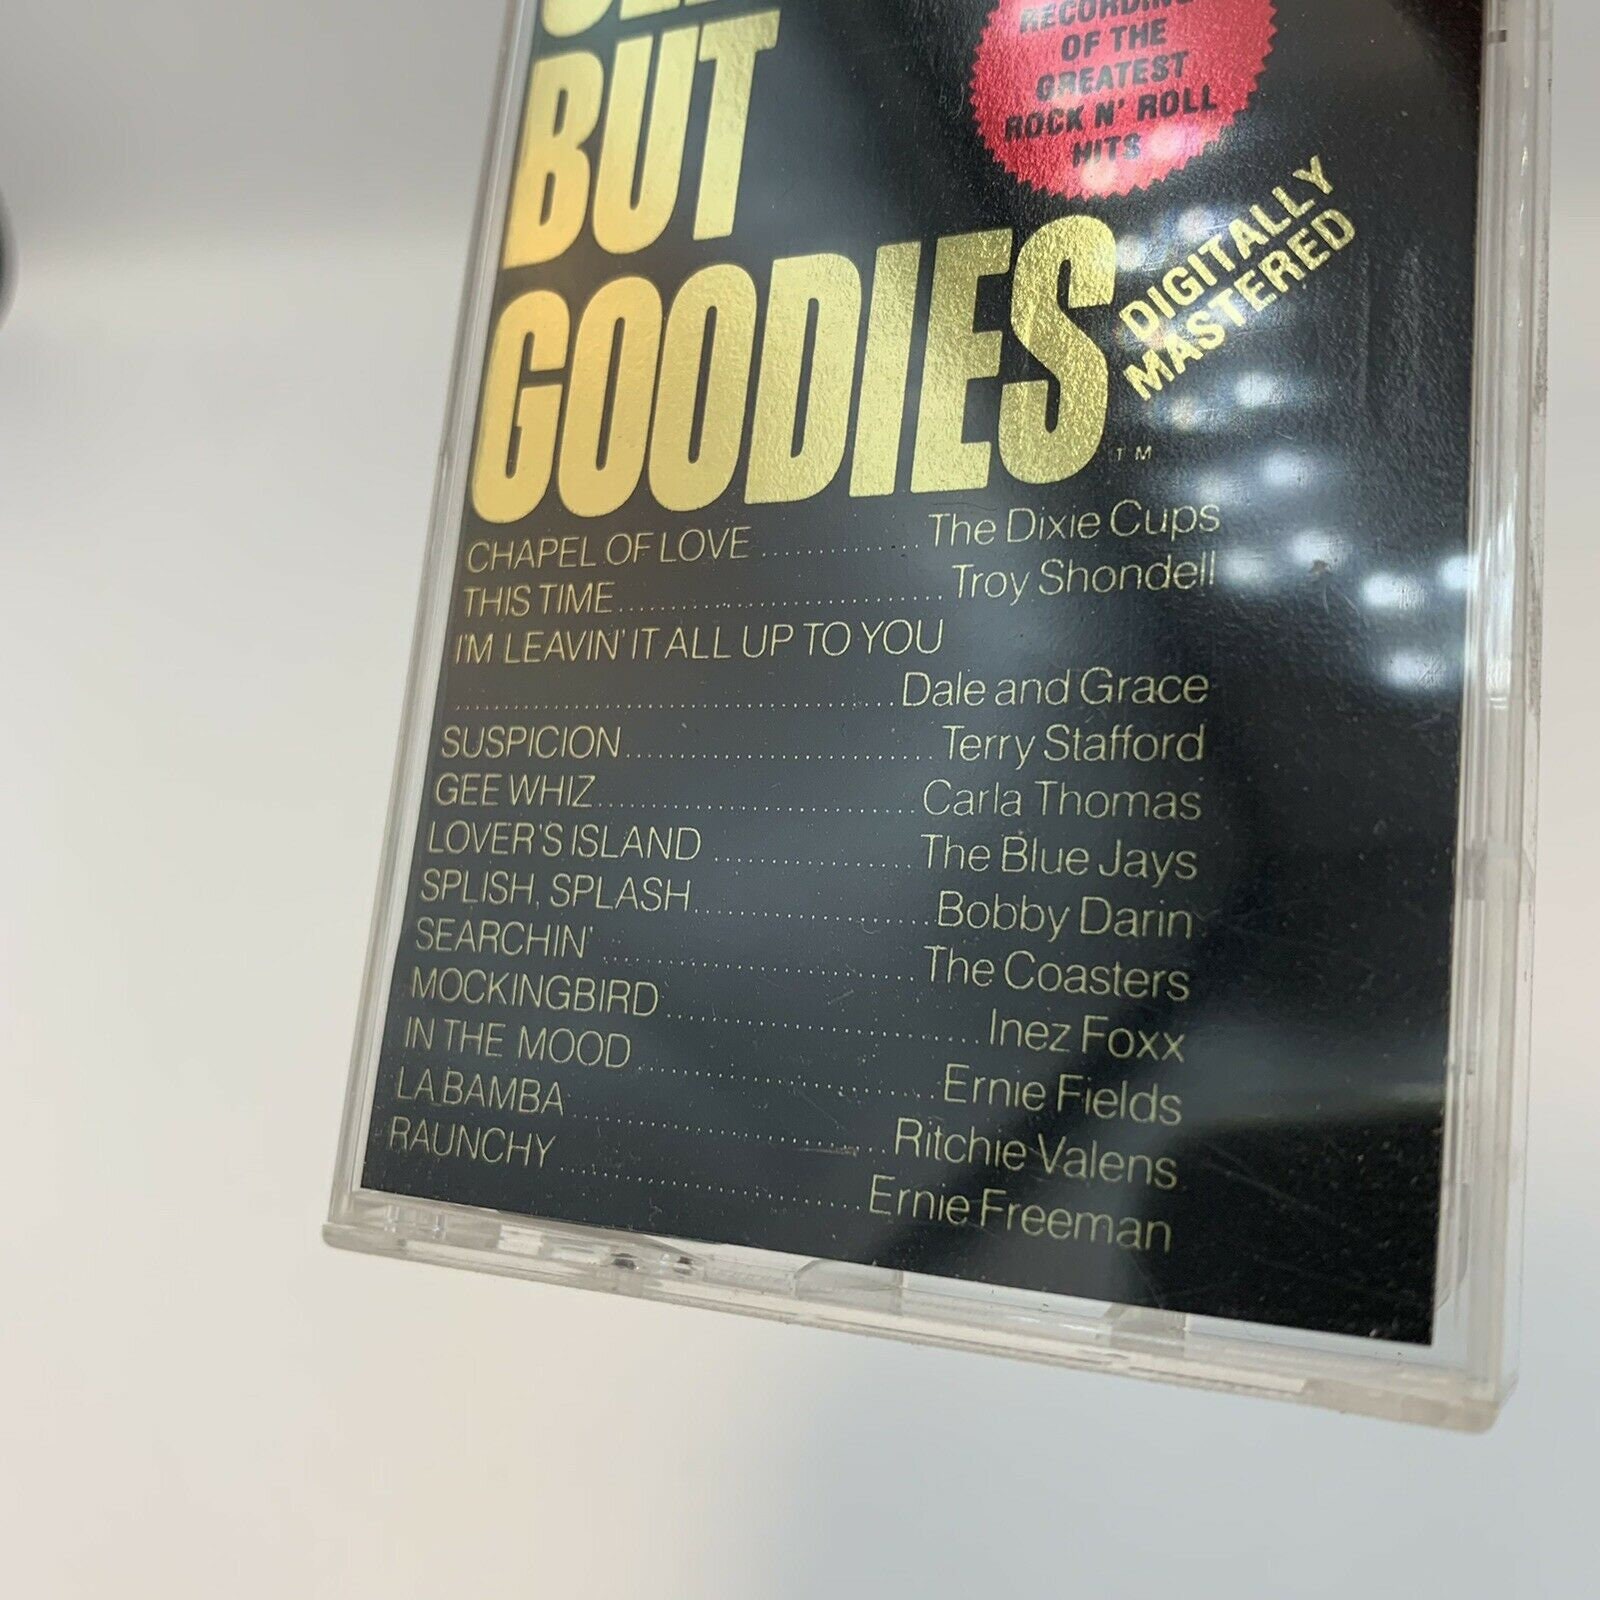 BUT
GOODIES
TM
RECORDING
OF THE
GREATEST
ROCK N' ROLL
HITS
DIGITALLY
MASTERED
CHAPEL OF LOVE ............... The Dixie Cups
THIS TIME ............................... Troy Shondell
I'M LEAVIN' IT ALL UP TO YOU
........................................ Dale and Grace
SUSPICION ............................ Terry Stafford
GEE WHIZ ............................. Carla Thomas
LOVER'S ISLAND .................. The Blue Jays
SPLISH, SPLASH .................... Bobby Darin
SEARCHIN' ............................ The Coasters
MOCKINGBIRD ........................... Inez Foxx
IN THE MOOD .......................... Ernie Fields
LA BAMBA ............................ Ritchie Valens
RAUNCHY ........................... Ernie Freeman